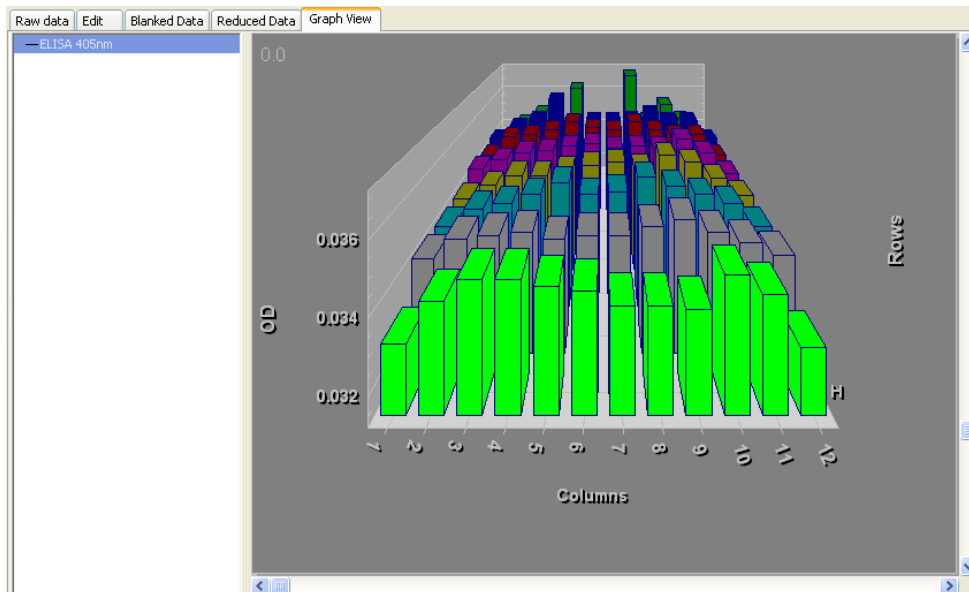 Raw data Edit Blanked Data Reduced Data Graph View
ELISA 405nm
0.0
0.036
0.034
0.032
OD
Rows
H
1 2 3 4 5 6 7 8 9 10 11 12
Columns